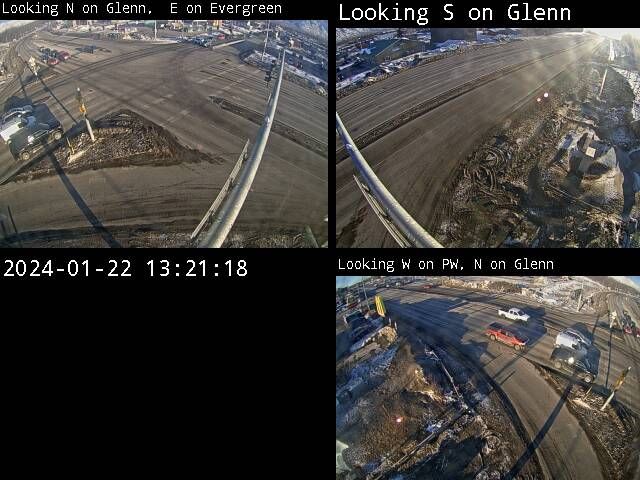 Looking N on Glenn,  E on Evergreen
Looking S on Glenn
2024-01-22 13:21:18
Looking W on PW, N on Glenn